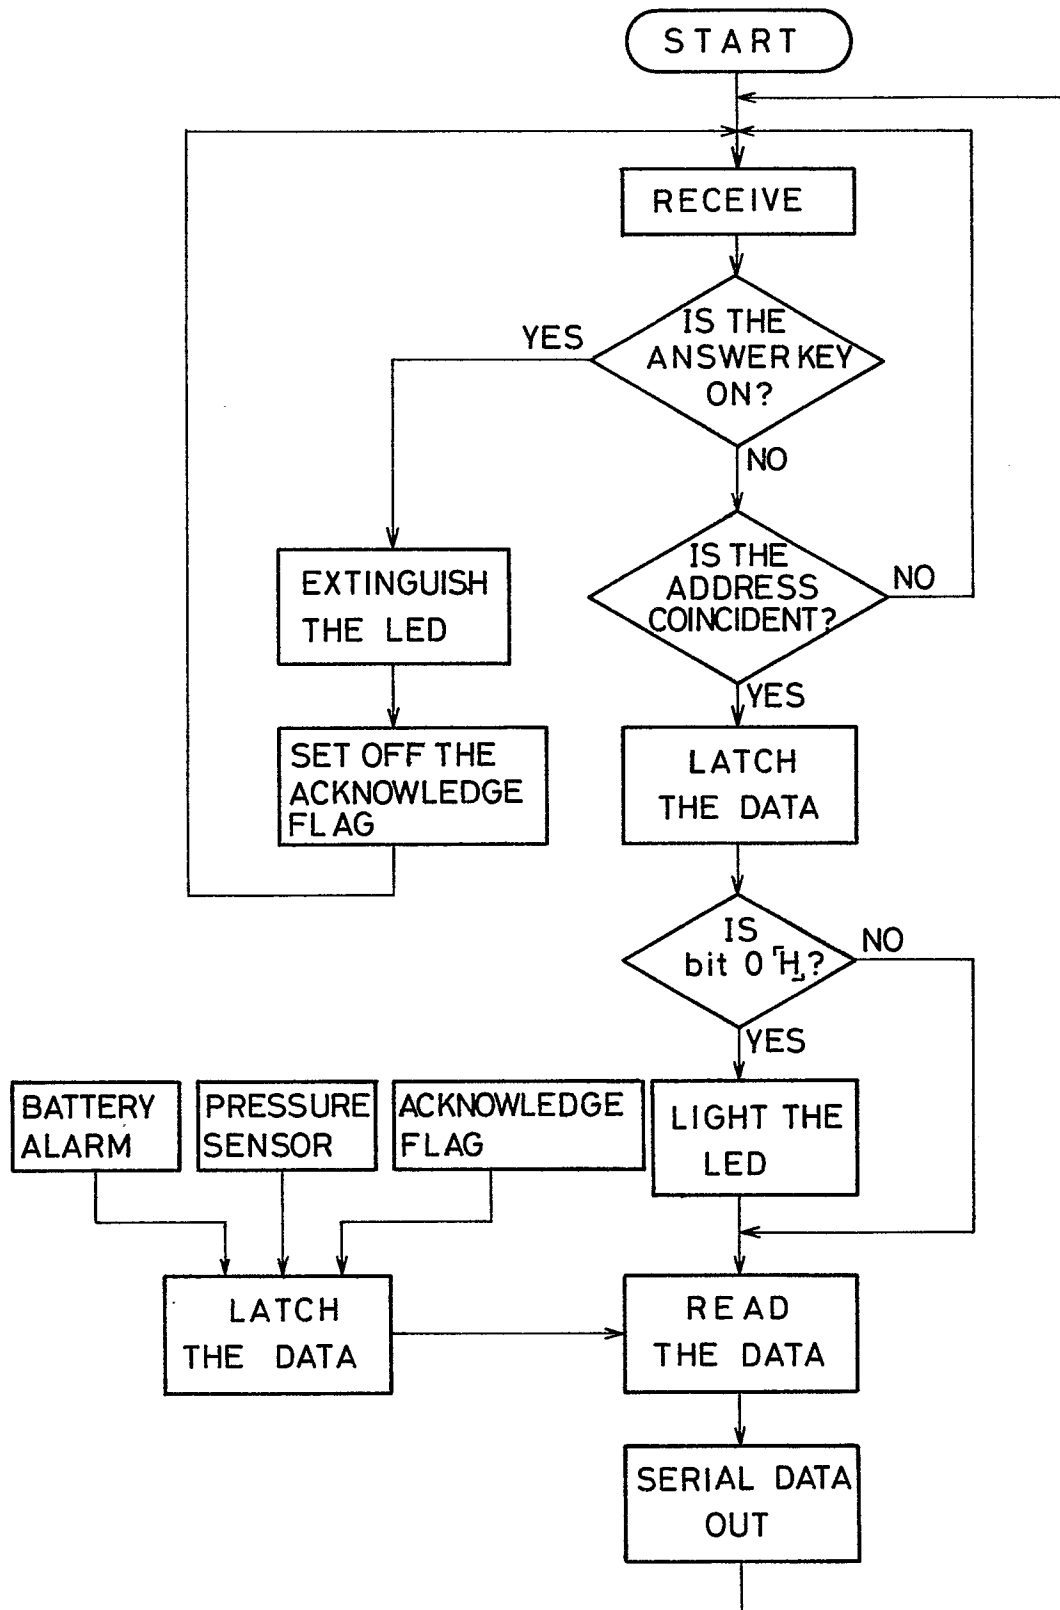 START
RECEIVE
IS THE
ANSWER KEY
ON?
YES
NO
IS THE
ADDRESS
COINCIDENT?
NO
YES
EXTINGUISH
THE LED
SET OFF THE
ACKNOWLEDGE
FLAG
LATCH
THE DATA
IS
bit 0「H」?
NO
YES
BATTERY
ALARM
PRESSURE
SENSOR
ACKNOWLEDGE
FLAG
LIGHT THE
LED
LATCH
THE DATA
READ
THE DATA
SERIAL DATA
OUT